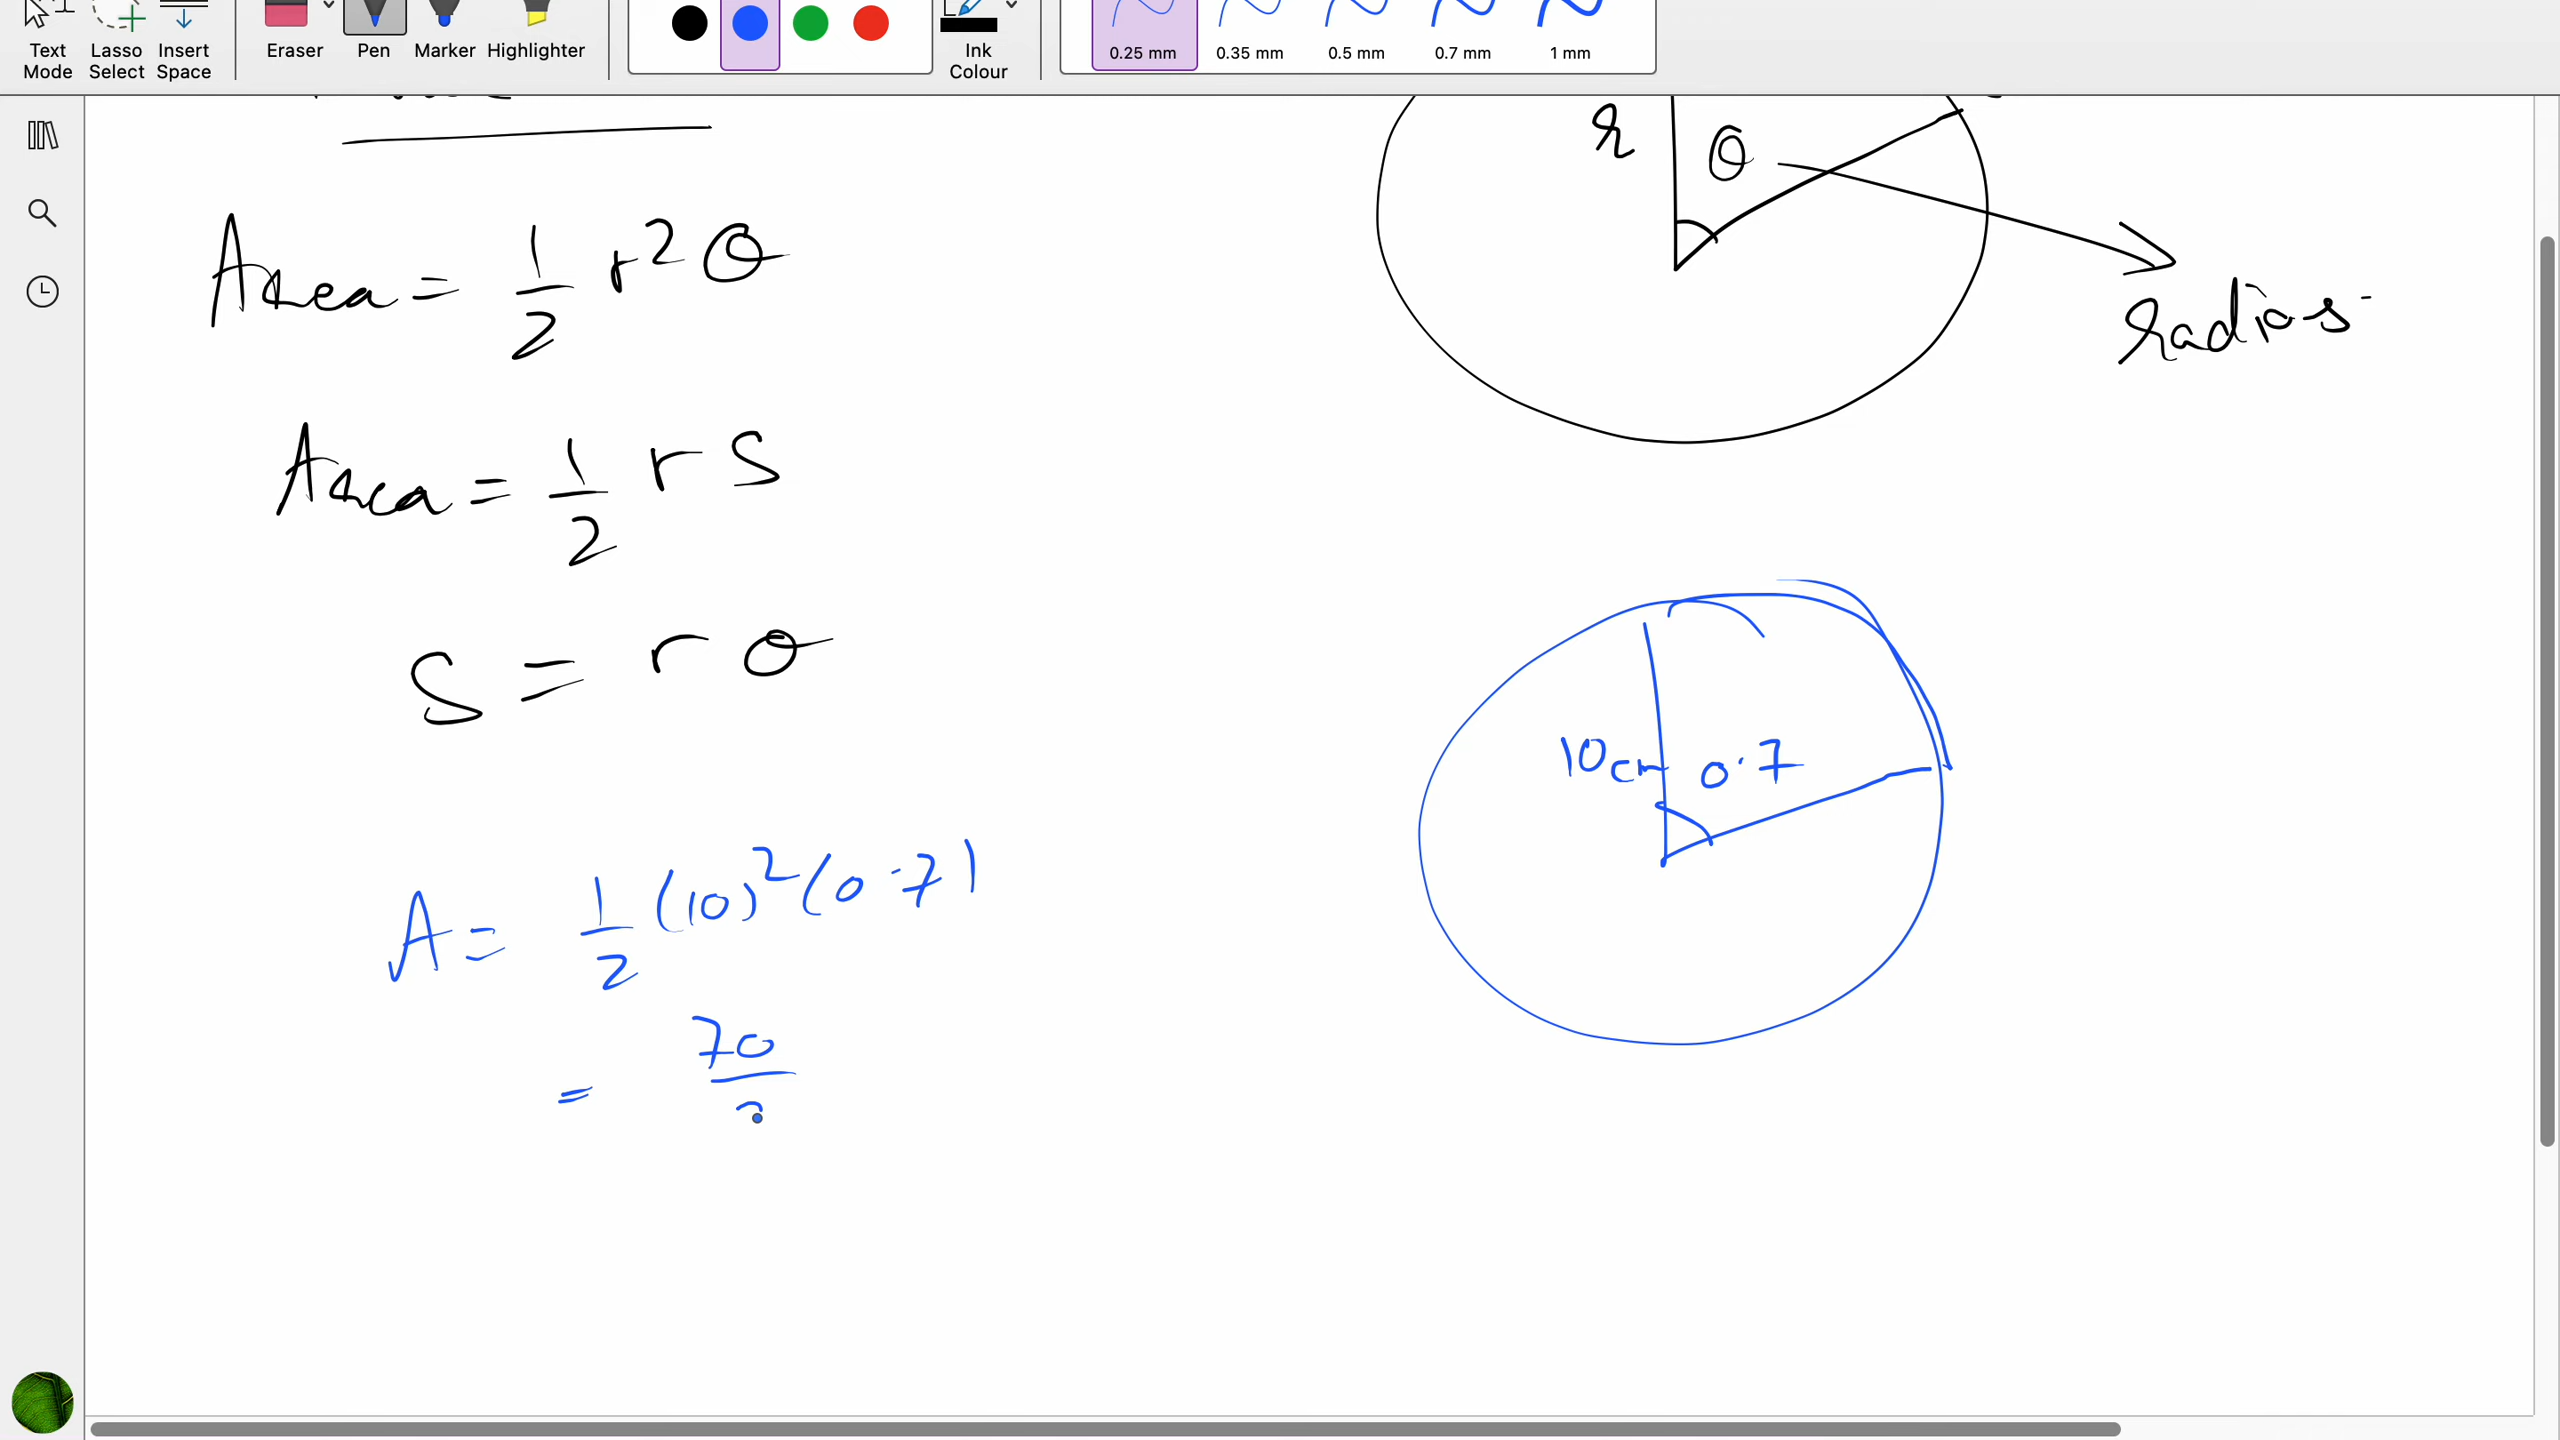 Text Mode
Lasso Select
Insert Space
Eraser
Pen
Marker
Highlighter
Ink Colour
0.25 mm
0.35 mm
0.5 mm
0.7 mm
1 mm
r
θ
radias
Area = 1/2 r² θ
Area = 1/2 r S
S = r θ
10cm
0.7
A = 1/2 (10)² (0.7)
= 70/2